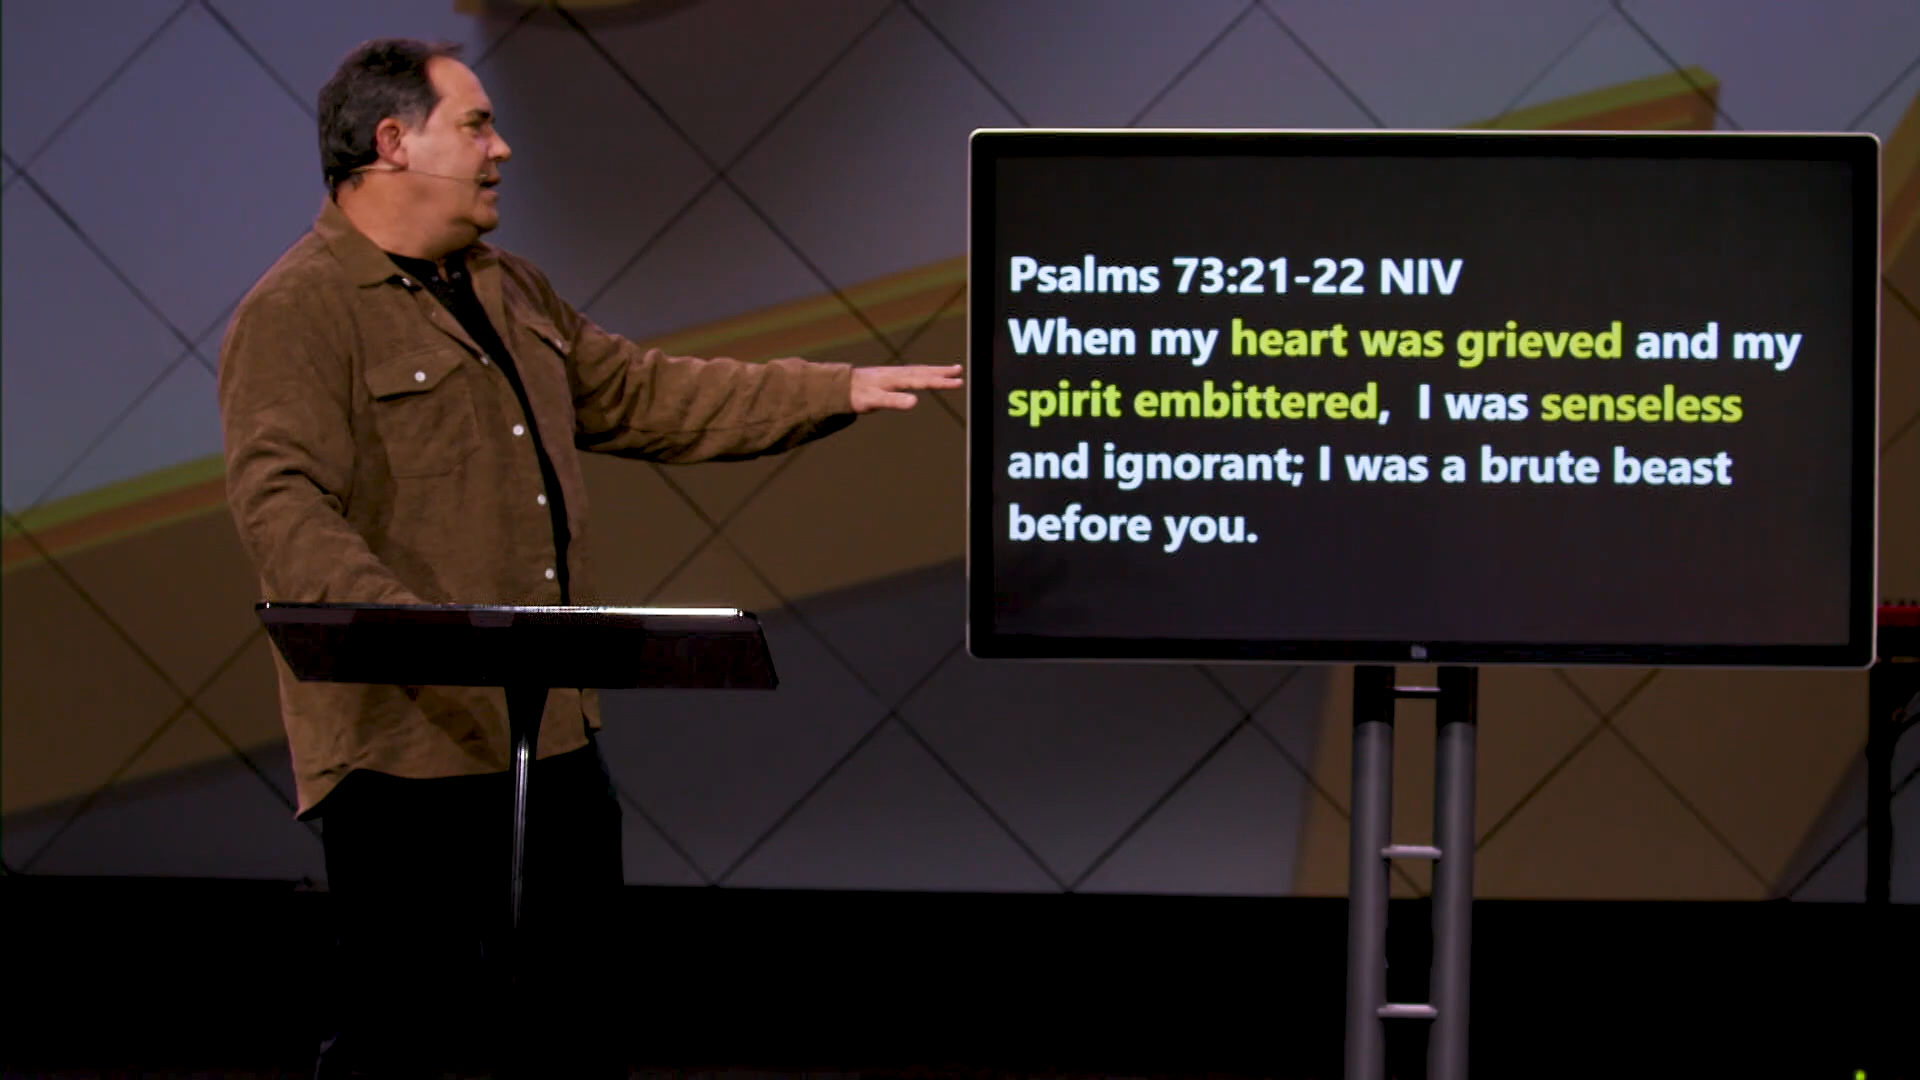 Psalms 73:21-22 NIV
When my heart was grieved and my
spirit embittered, I was senseless
and ignorant; I was a brute beast
before you.